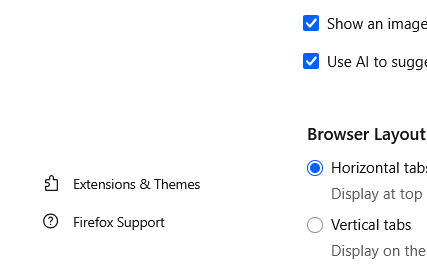 Show an image
Use AI to sugge
Browser Layout
Horizontal tabs
Display at top
Vertical tabs
Display on the
Extensions & Themes
Firefox Support